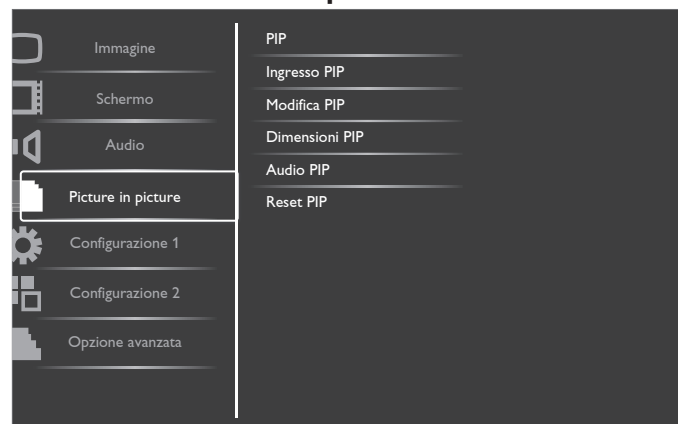 Immagine
Schermo
Audio
Picture in picture
Configurazione 1
Configurazione 2
Opzione avanzata
PIP
Ingresso PIP
Modifica PIP
Dimensioni PIP
Audio PIP
Reset PIP